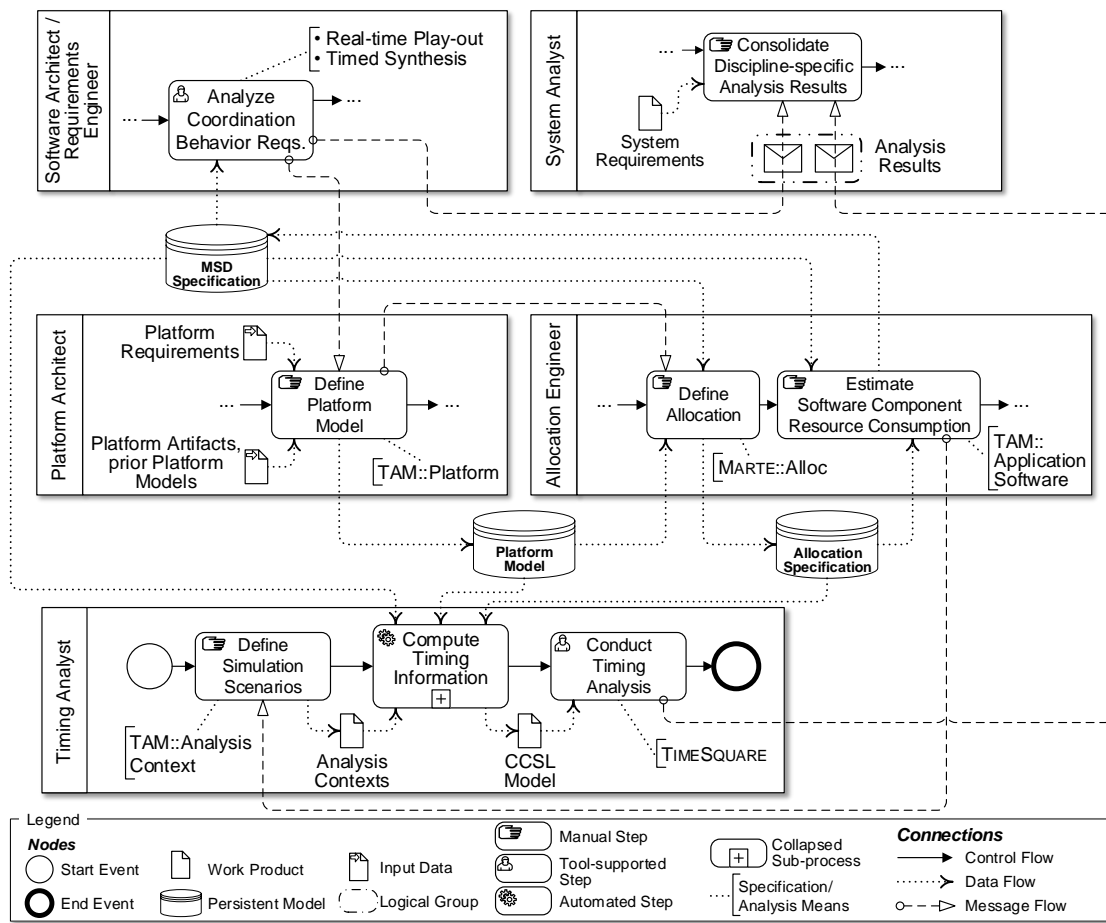 Software Architect /
Requirements
Engineer
• Real-time Play-out
• Timed Synthesis
Analyze
Coordination
Behavior Reqs.
...
...
System Analyst
Consolidate
Discipline-specific
Analysis Results
...
...
System
Requirements
Analysis
Results
MSD
Specification
Platform Architect
Platform
Requirements
Define
Platform
Model
...
...
Platform Artifacts,
prior Platform
Models
TAM::Platform
Allocation Engineer
Define
Allocation
Estimate
Software Component
Resource Consumption
...
...
MARTE::Alloc
TAM::
Application
Software
Platform
Model
Allocation
Specification
Timing Analyst
Define
Simulation
Scenarios
Compute
Timing
Information
Conduct
Timing
Analysis
TAM::Analysis
Context
Analysis
Contexts
CCSL
Model
TIMESQUARE
Legend
Nodes
Start Event
End Event
Work Product
Persistent Model
Input Data
Logical Group
Manual Step
Tool-supported
Step
Automated Step
Collapsed
Sub-process
Specification/
Analysis Means
Connections
Control Flow
Data Flow
Message Flow